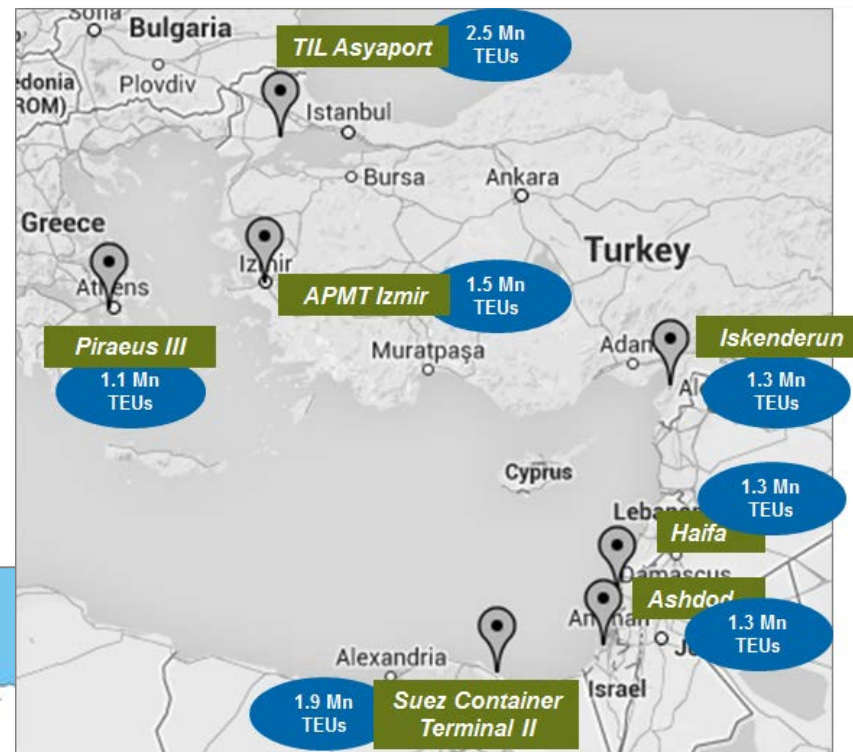 Sofia
Bulgaria
TIL Asyaport
2.5 Mn
TEUs
Plovdiv
edonia
ROM)
Istanbul
Bursa
Ankara
Greece
Izmir
Turkey
Athens
APMT Izmir
1.5 Mn
TEUs
Piraeus III
1.1 Mn
TEUs
Muratpaşa
Adan
Iskenderun
1.3 Mn
TEUs
Cyprus
1.3 Mn
TEUs
Lebanon
Haifa
Damascus
Ashdod
1.3 Mn
TEUs
Amman
Alexandria
Israel
1.9 Mn
TEUs
Suez Container
Terminal II